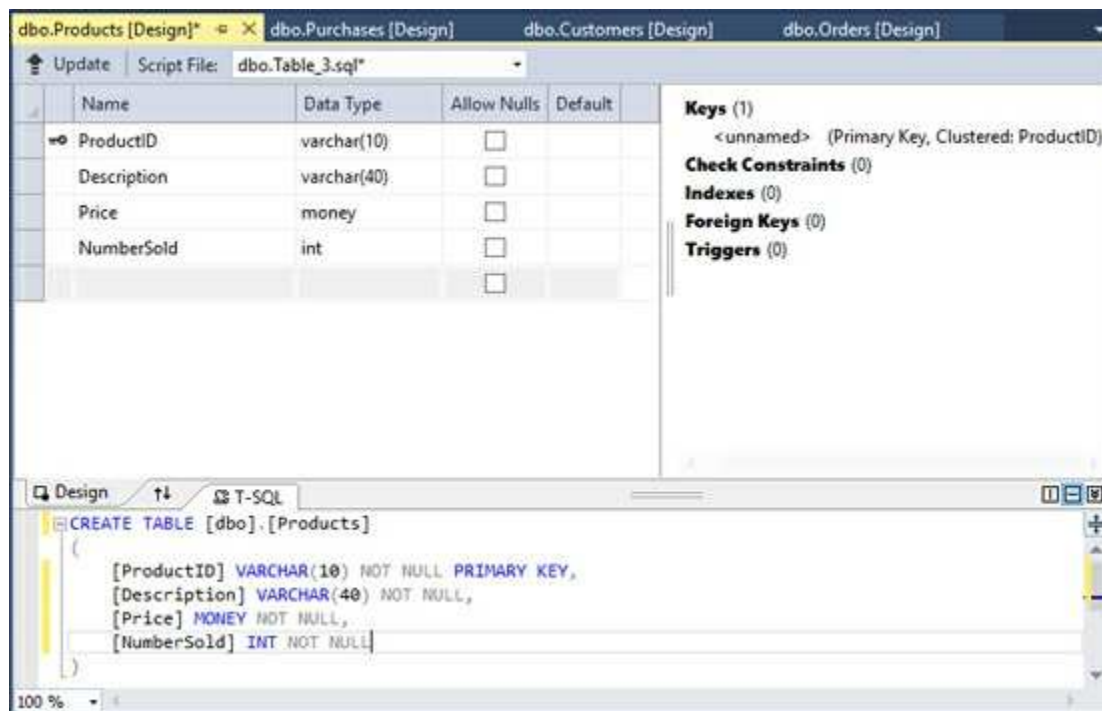 dbo.Products [Design]* dbo.Purchases [Design] dbo.Customers [Design] dbo.Orders [Design]
Update Script File: dbo.Table_3.sql*
Name Data Type Allow Nulls Default
ProductID varchar(10)
Description varchar(40)
Price money
NumberSold int
Keys (1)
<unnamed> (Primary Key, Clustered: ProductID)
Check Constraints (0)
Indexes (0)
Foreign Keys (0)
Triggers (0)
Design T-SQL
CREATE TABLE [dbo].[Products]
(
[ProductID] VARCHAR(10) NOT NULL PRIMARY KEY,
[Description] VARCHAR(40) NOT NULL,
[Price] MONEY NOT NULL,
[NumberSold] INT NOT NULL
)
100 %